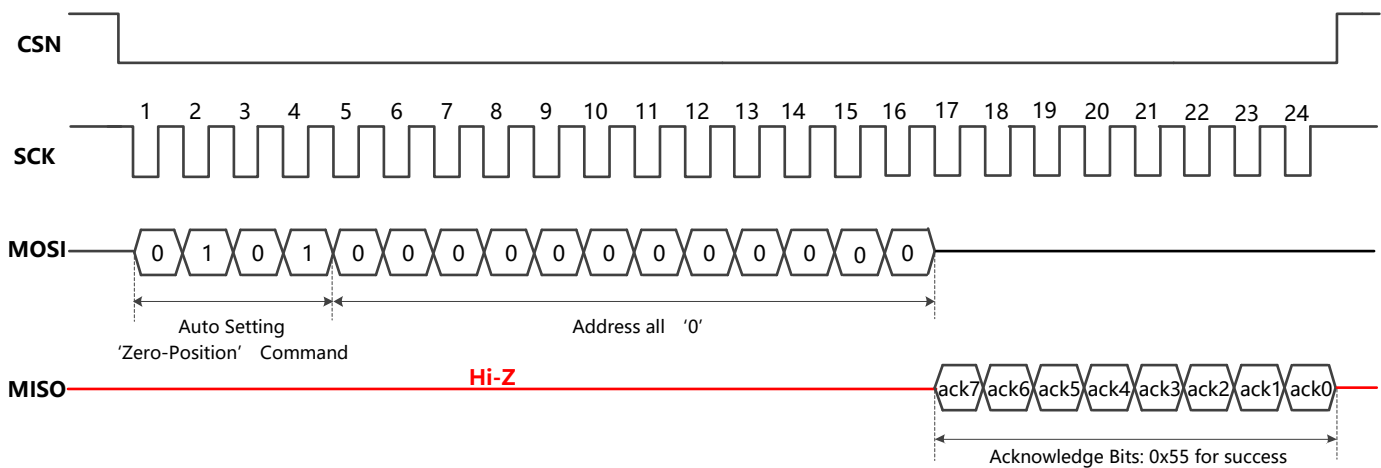 CSN
1 2 3 4 5 6 7 8 9 10 11 12 13 14 15 16 17 18 19 20 21 22 23 24
SCK
MOSI 0 1 0 1 0 0 0 0 0 0 0 0 0 0 0 0
Auto Setting
‘Zero-Position’ Command
Address all ‘0’
MISO Hi-Z ack7 ack6 ack5 ack4 ack3 ack2 ack1 ack0
Acknowledge Bits: 0x55 for success